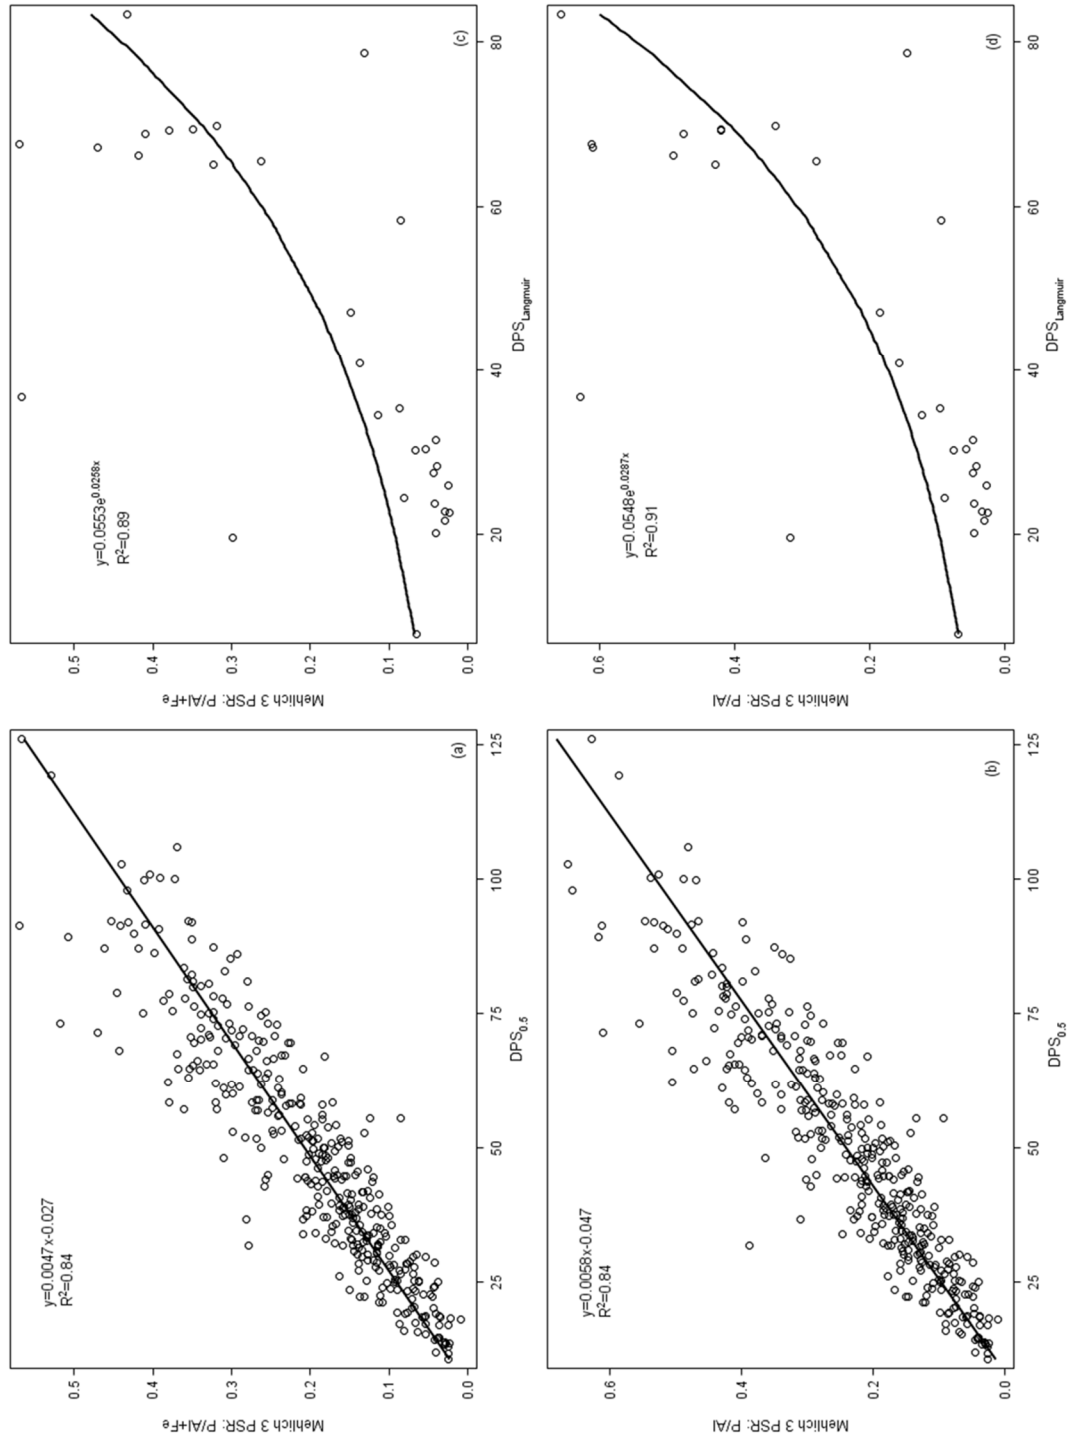 Mehlich 3 PSR: P/Al+Fe
0.5
0.4
0.3
0.2
0.1
0.0
y=0.0047x-0.027
R²=0.84
(a)
25
50
75
100
125
DPS0.5
Mehlich 3 PSR: P/Al+Fe
0.5
0.4
0.3
0.2
0.1
0.0
y=0.0553e^0.0258x
R²=0.89
(c)
20
40
60
80
DPSLangmuir
Mehlich 3 PSR: P/Al
0.6
0.4
0.2
0.0
y=0.0058x-0.047
R²=0.84
(b)
25
50
75
100
125
DPS0.5
Mehlich 3 PSR: P/Al
0.6
0.4
0.2
0.0
y=0.0548e^0.0287x
R²=0.91
(d)
20
40
60
80
DPSLangmuir